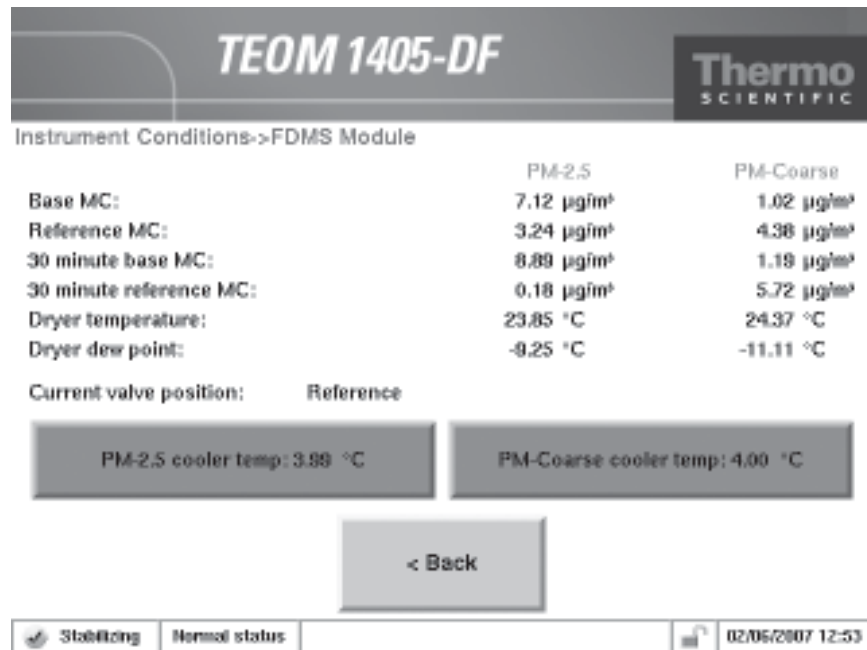 TEOM 1405-DF
Thermo
SCIENTIFIC
Instrument Conditions->FDMS Module
PM-2.5 PM-Coarse
Base MC: 7.12 µg/m³ 1.02 µg/m³
Reference MC: 3.24 µg/m³ 4.38 µg/m³
30 minute base MC: 8.89 µg/m³ 1.19 µg/m³
30 minute reference MC: 0.18 µg/m³ 5.72 µg/m³
Dryer temperature: 23.85 °C 24.37 °C
Dryer dew point: -9.25 °C -11.11 °C
Current valve position: Reference
PM-2.5 cooler temp: 3.99 °C PM-Coarse cooler temp: 4.00 °C
< Back
Stabilizing Normal status 02/06/2007 12:53